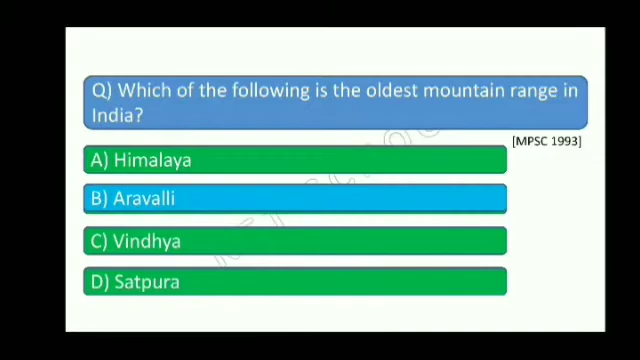 Q) Which of the following is the oldest mountain range in
India?
[MPSC 1993]
A) Himalaya
B) Aravalli
C) Vindhya
D) Satpura